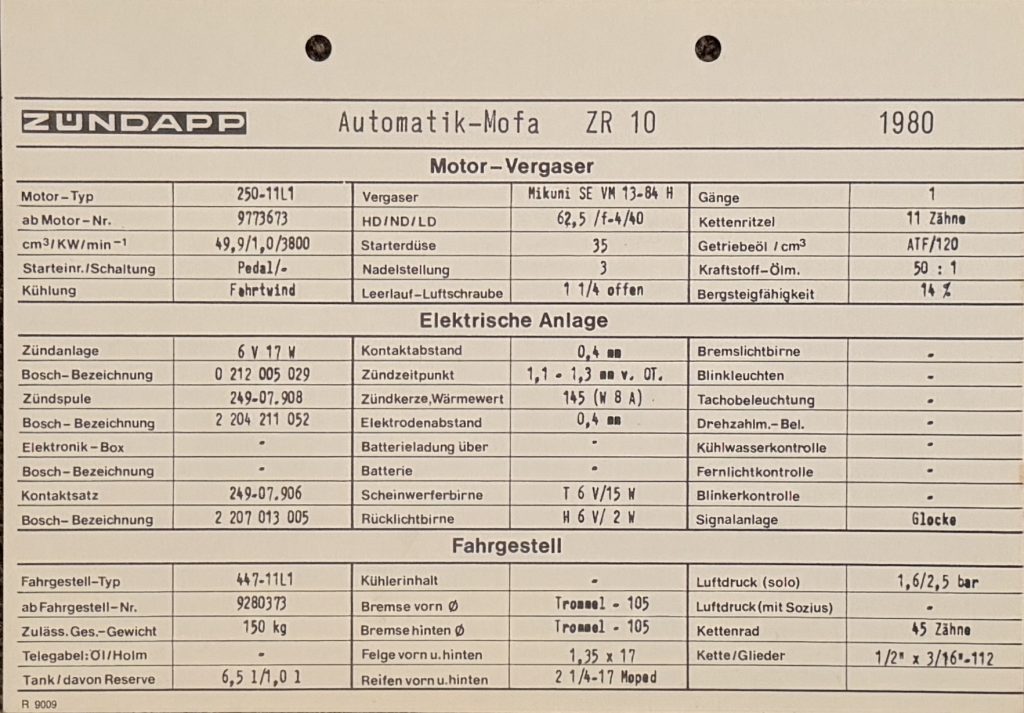 ZÜNDAPP Automatik-Mofa ZR 10 1980
Motor-Vergaser
Motor-Typ 250-11L1 Vergaser Mikuni SE VM 13-84 H Gänge 1
ab Motor-Nr. 9773673 HD/ND/LD 62,5 /f-4/40 Kettenritzel 11 Zähne
cm³/KW/min⁻¹ 49,9/1,0/3800 Starterdüse 35 Getriebeöl/cm³ ATF/120
Starteinr./Schaltung Pedal/- Nadelstellung 3 Kraftstoff-Ölm. 50 : 1
Kühlung Fahrtwind Leerlauf-Luftschraube 1 1/4 offen Bergsteigfähigkeit 14 %
Elektrische Anlage
Zündanlage 6 V 17 W Kontaktabstand 0,4 mm Bremslichtbirne -
Bosch-Bezeichnung 0 212 005 029 Zündzeitpunkt 1,1 - 1,3 mm v. OT. Blinkleuchten -
Zündspule 249-07.908 Zündkerze,Wärmewert 145 (W 8 A) Tachobeleuchtung -
Bosch-Bezeichnung 2 204 211 052 Elektrodenabstand 0,4 mm Drehzahlm.-Bel. -
Elektronik-Box - Batterieladung über - Kühlwasserkontrolle -
Bosch-Bezeichnung - Batterie - Fernlichtkontrolle -
Kontaktsatz 249-07.906 Scheinwerferbirne T 6 V/15 W Blinkerkontrolle -
Bosch-Bezeichnung 2 207 013 005 Rücklichtbirne H 6 V/ 2 W Signalanlage Glocke
Fahrgestell
Fahrgestell-Typ 447-11L1 Kühlerinhalt - Luftdruck (solo) 1,6/2,5 bar
ab Fahrgestell-Nr. 9280373 Bremse vorn Ø Trommel - 105 Luftdruck (mit Sozius) -
Zuläss. Ges.-Gewicht 150 kg Bremse hinten Ø Trommel - 105 Kettenrad 45 Zähne
Telegabel: Öl/Holm - Felge vorn u. hinten 1,35 x 17 Kette/Glieder 1/2" x 3/16"-112
Tank/davon Reserve 6,5 l/1,0 l Reifen vorn u. hinten 2 1/4-17 Moped
R 9009